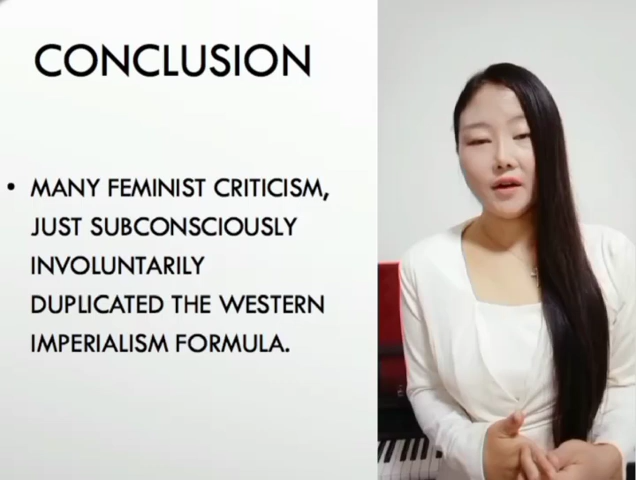 CONCLUSION
• MANY FEMINIST CRITICISM,
JUST SUBCONSCIOUSLY
INVOLUNTARILY
DUPLICATED THE WESTERN
IMPERIALISM FORMULA.